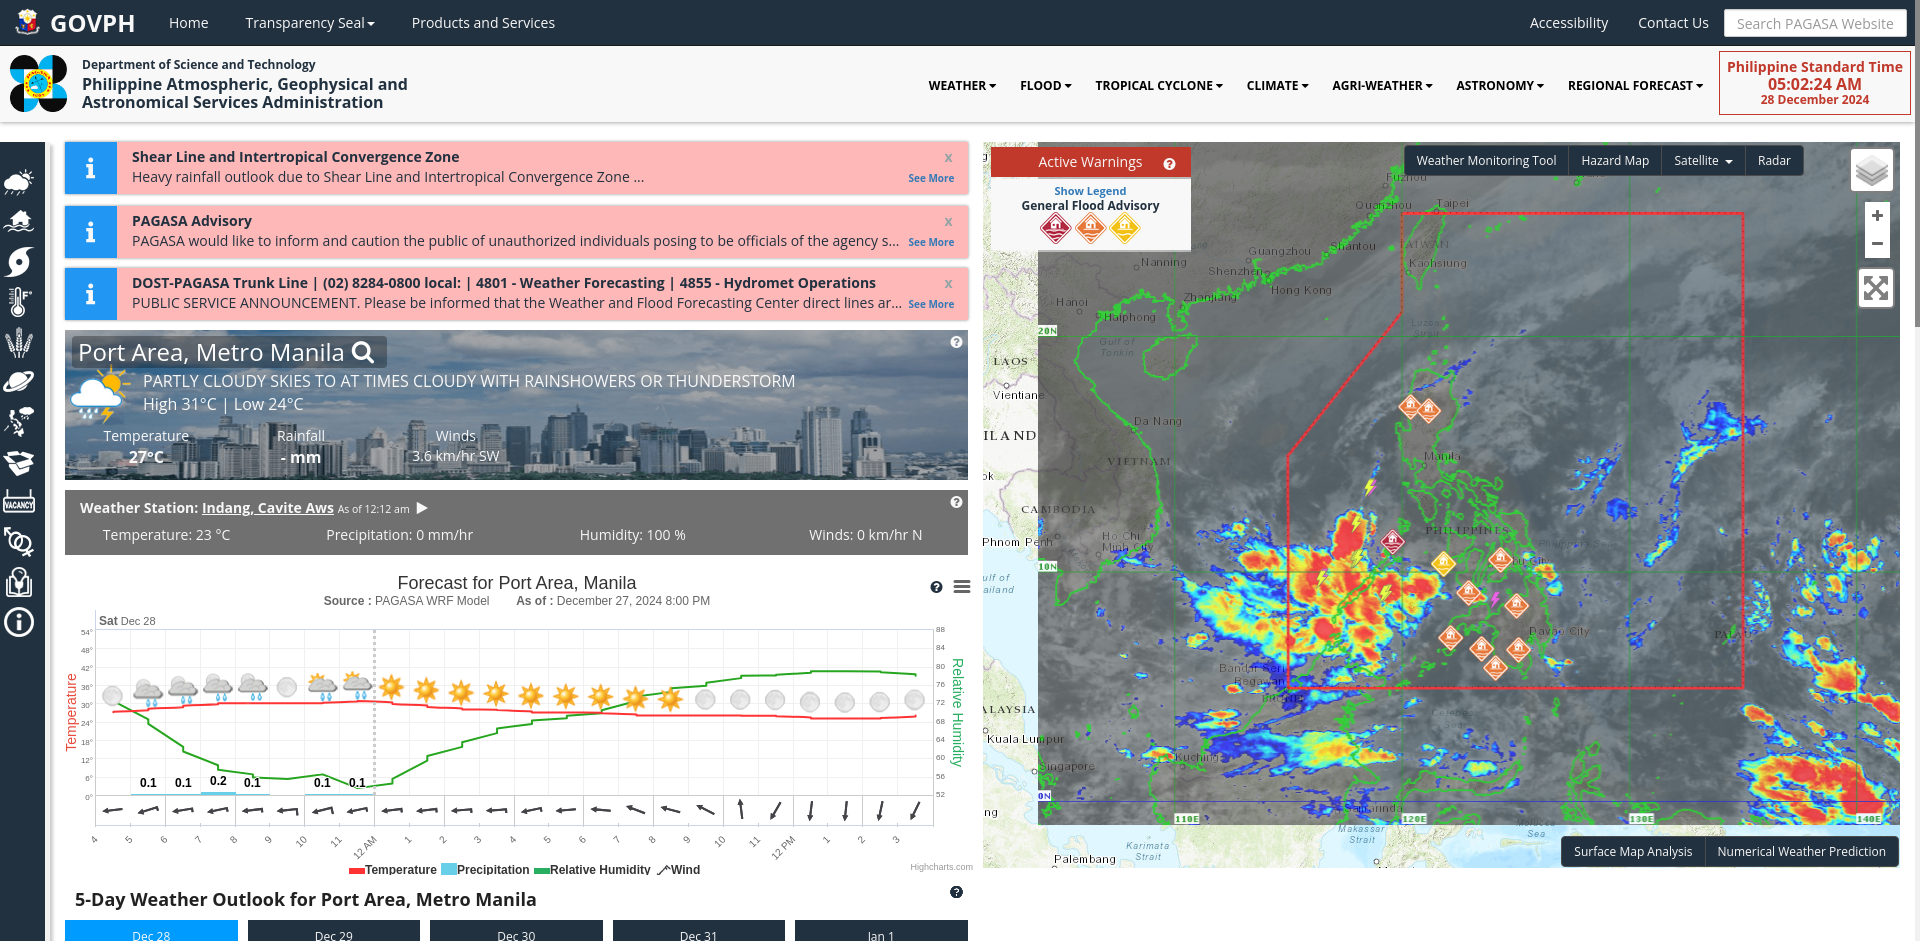 GOVPH
Home
Transparency Seal
Products and Services
Accessibility
Contact Us
Search PAGASA Website
Department of Science and Technology
Philippine Atmospheric, Geophysical and
Astronomical Services Administration
WEATHER
FLOOD
TROPICAL CYCLONE
CLIMATE
AGRI-WEATHER
ASTRONOMY
REGIONAL FORECAST
Philippine Standard Time
05:02:24 AM
28 December 2024
Shear Line and Intertropical Convergence Zone
x
Heavy rainfall outlook due to Shear Line and Intertropical Convergence Zone ...
See More
PAGASA Advisory
x
PAGASA would like to inform and caution the public of unauthorized individuals posing to be officials of the agency s...
See More
DOST-PAGASA Trunk Line | (02) 8284-0800 local: | 4801 - Weather Forecasting | 4855 - Hydromet Operations
x
PUBLIC SERVICE ANNOUNCEMENT. Please be informed that the Weather and Flood Forecasting Center direct lines ar...
See More
Port Area, Metro Manila
PARTLY CLOUDY SKIES TO AT TIMES CLOUDY WITH RAINSHOWERS OR THUNDERSTORM
High 31°C | Low 24°C
Temperature
Rainfall
Winds
27°C
- mm
3.6 km/hr SW
Weather Station: Indang, Cavite Aws As of 12:12 am
Temperature: 23 °C
Precipitation: 0 mm/hr
Humidity: 100 %
Winds: 0 km/hr N
Forecast for Port Area, Manila
Source : PAGASA WRF Model
As of : December 27, 2024 8:00 PM
Sat Dec 28
Temperature
54°
48°
42°
36°
30°
24°
18°
12°
6°
0°
88
84
80
76
72
68
64
60
56
52
Relative Humidity
0.1
0.1
0.2
0.1
0.1
0.1
4
5
6
7
8
9
10
11
12 AM
1
2
3
4
5
6
7
8
9
10
11
12 PM
1
2
3
Temperature
Precipitation
Relative Humidity
Wind
Highcharts.com
5-Day Weather Outlook for Port Area, Metro Manila
Dec 28
Dec 29
Dec 30
Dec 31
Jan 1
VACANCY
Active Warnings
Show Legend
General Flood Advisory
Weather Monitoring Tool
Hazard Map
Satellite
Radar
+
−
Fuzhou
Quanzhou
Taipei
TAIWAN
Kaohsiung
Guangzhou
Shantou
Nanning
Shenzhen
Hong Kong
Zhanjiang
Hanoi
Haiphong
Gulf of
Tonkin
Luzon
Strait
20N
LAOS
Vientiane
Da Nang
ILAND
VIETNAM
Manila
ok
CAMBODIA
PHILIPPINES
Phnom Penh
Ho Chi
Minh City
bu City
10N
ulf of
ailand
Davao City
PALAU
Bandar Seri
Begawan
BRUNEI
ALAYSIA
Kuala Lumpur
Kuching
Singapore
0N
ng
Samarinda
110E
120E
130E
140E
Makassar
Strait
Sea
Karimata
Strait
Palembang
Surface Map Analysis
Numerical Weather Prediction